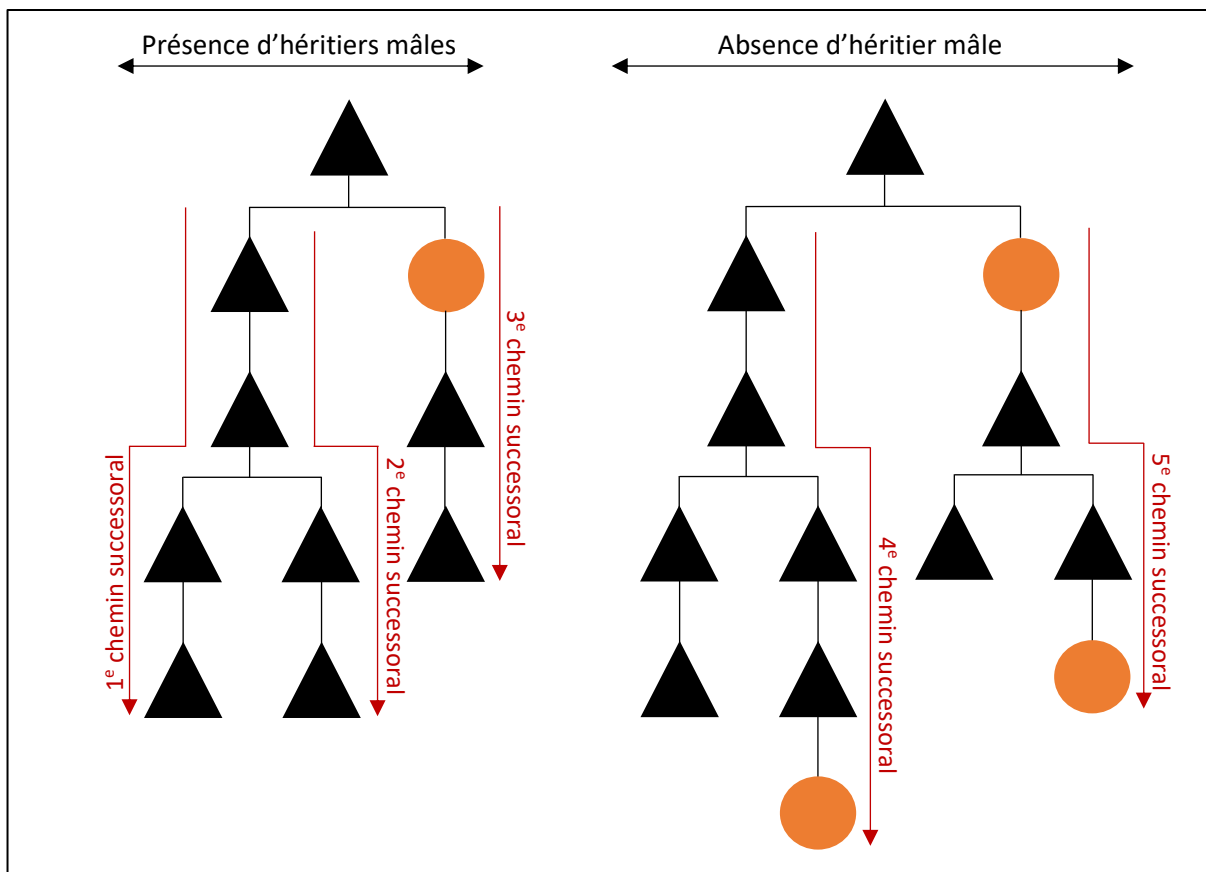 Présence d’héritiers mâles
Absence d’héritier mâle
1e chemin successoral
2e chemin successoral
3e chemin successoral
4e chemin successoral
5e chemin successoral